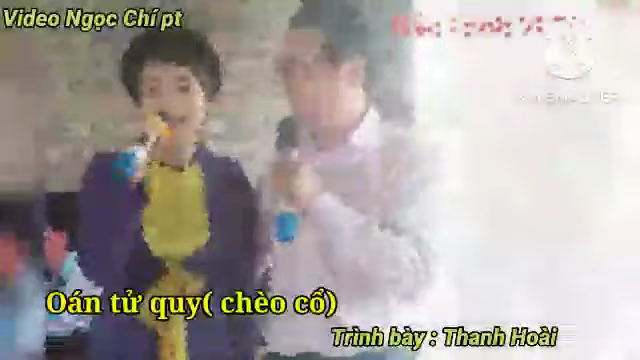 Video Ngọc Chí pt
Oán tử quy( chèo cổ)
Trình bày : Thanh Hoài